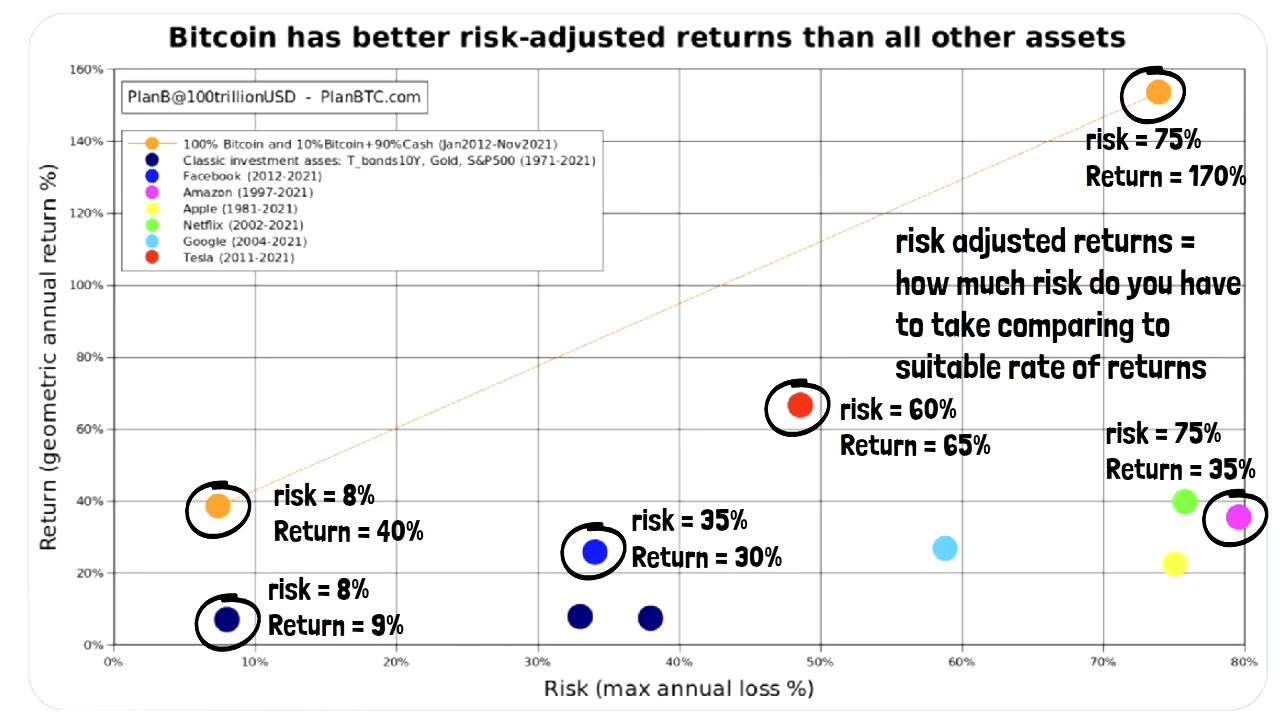 Bitcoin has better risk-adjusted returns than all other assets
160%
PlanB@100trillionUSD - PlanBTC.com
140%
100% Bitcoin and 10%Bitcoin+90%Cash (Jan2012-Nov2021)
Classic investment asses: T_bonds10Y, Gold, S&P500 (1971-2021)
Facebook (2012-2021)
Amazon (1997-2021)
Apple (1981-2021)
Netflix (2002-2021)
Google (2004-2021)
Tesla (2011-2021)
risk = 75%
Return = 170%
120%
risk adjusted returns =
how much risk do you have
to take comparing to
suitable rate of returns
100%
80%
risk = 60%
Return = 65%
60%
risk = 75%
Return = 35%
40%
risk = 8%
Return = 40%
risk = 35%
Return = 30%
20%
risk = 8%
Return = 9%
0%
0% 10% 20% 30% 40% 50% 60% 70% 80%
Return (geometric annual return %)
Risk (max annual loss %)